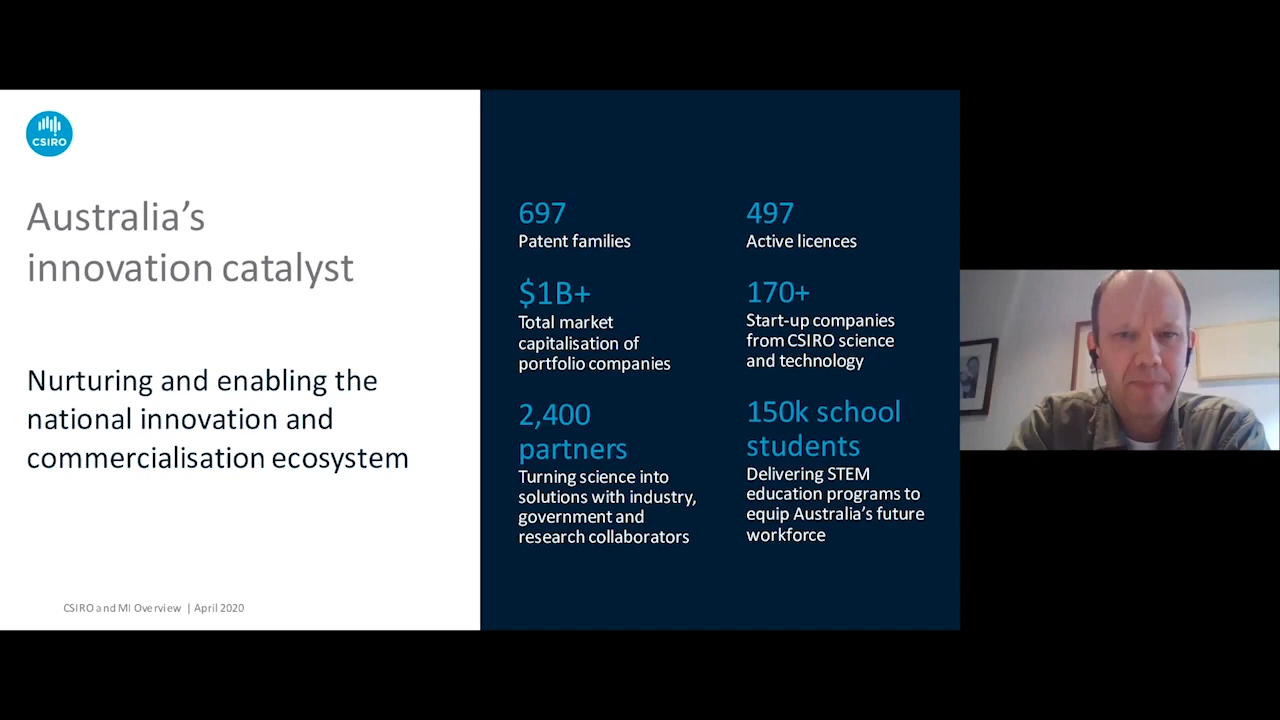 CSIRO
Australia’s
innovation catalyst
Nurturing and enabling the
national innovation and
commercialisation ecosystem
CSIRO and MI Overview | April 2020
697
Patent families
$1B+
Total market
capitalisation of
portfolio companies
2,400
partners
Turning science into
solutions with industry,
government and
research collaborators
497
Active licences
170+
Start-up companies
from CSIRO science
and technology
150k school
students
Delivering STEM
education programs to
equip Australia’s future
workforce